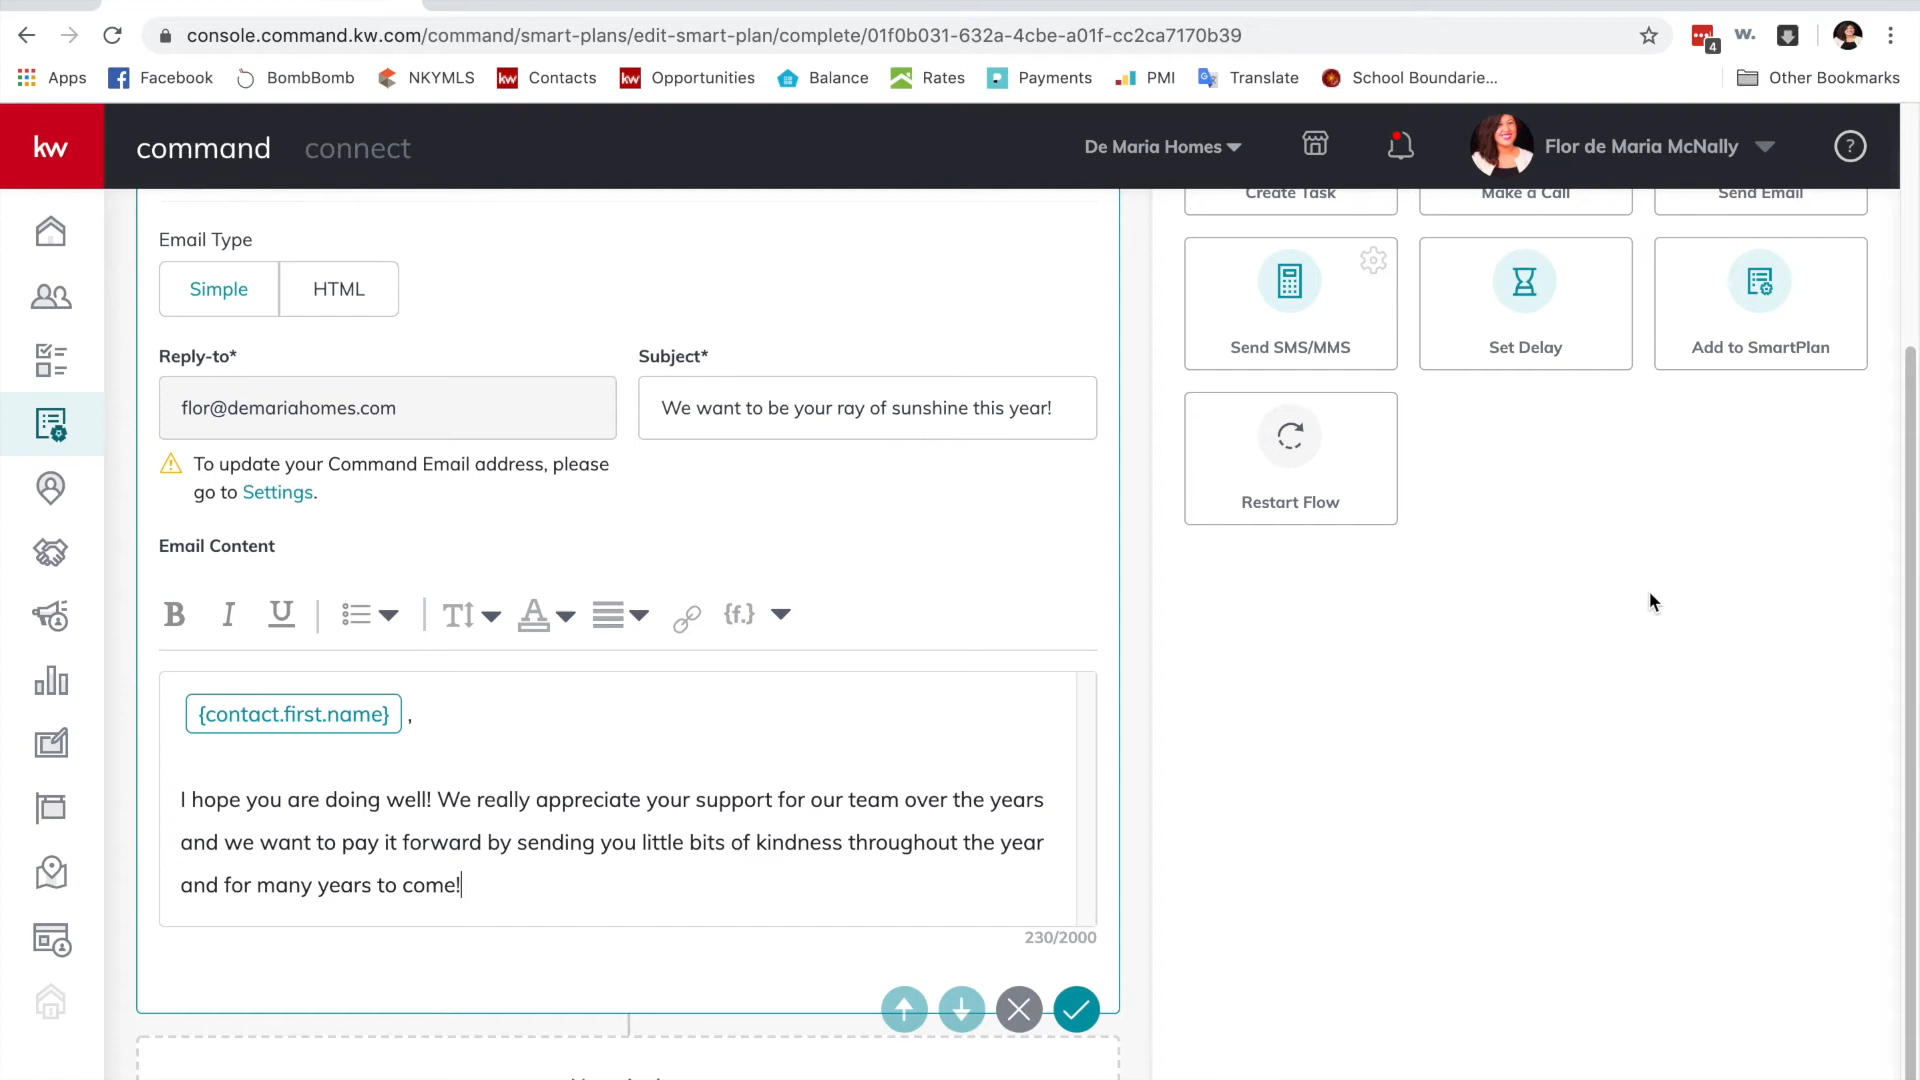 console.command.kw.com/command/smart-plans/edit-smart-plan/complete/01f0b031-632a-4cbe-a01f-cc2ca7170b39
4
w.
Apps
Facebook
BombBomb
NKYMLS
kw Contacts
kw Opportunities
Balance
Rates
Payments
PMI
Translate
School Boundarie...
Other Bookmarks
kw
command
connect
De Maria Homes
Flor de Maria McNally
?
Create Task
Make a Call
Send Email
Email Type
Simple
HTML
Send SMS/MMS
Set Delay
Add to SmartPlan
Reply-to*
Subject*
flor@demariahomes.com
We want to be your ray of sunshine this year!
To update your Command Email address, please
go to Settings.
Restart Flow
Email Content
B I U
{f.}
{contact.first.name} ,
I hope you are doing well! We really appreciate your support for our team over the years
and we want to pay it forward by sending you little bits of kindness throughout the year
and for many years to come!
230/2000